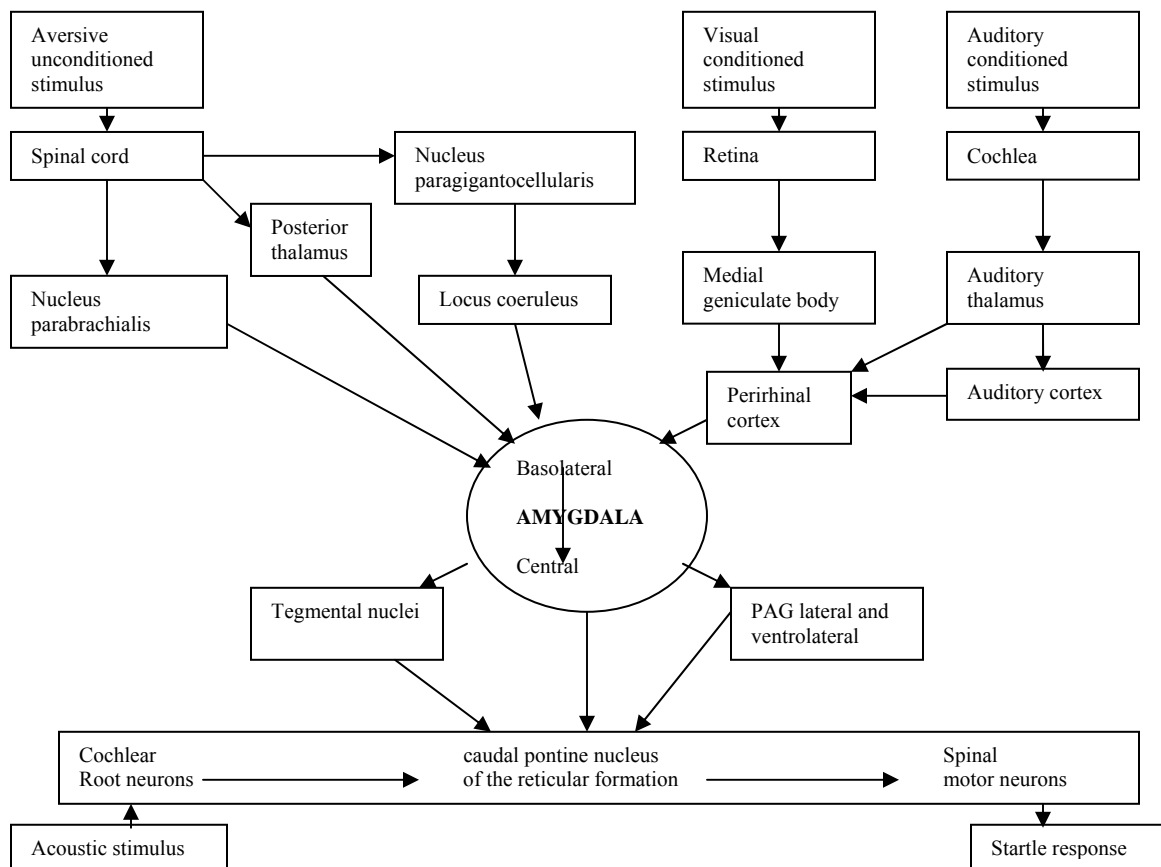 Aversive
unconditioned
stimulus
Visual
conditioned
stimulus
Auditory
conditioned
stimulus
Spinal cord
Nucleus
paragigantocellularis
Retina
Cochlea
Posterior
thalamus
Nucleus
parabrachialis
Locus coeruleus
Medial
geniculate body
Auditory
thalamus
Perirhinal
cortex
Auditory cortex
Basolateral
AMYGDALA
Central
Tegmental nuclei
PAG lateral and
ventrolateral
Cochlear
Root neurons
caudal pontine nucleus
of the reticular formation
Spinal
motor neurons
Acoustic stimulus
Startle response